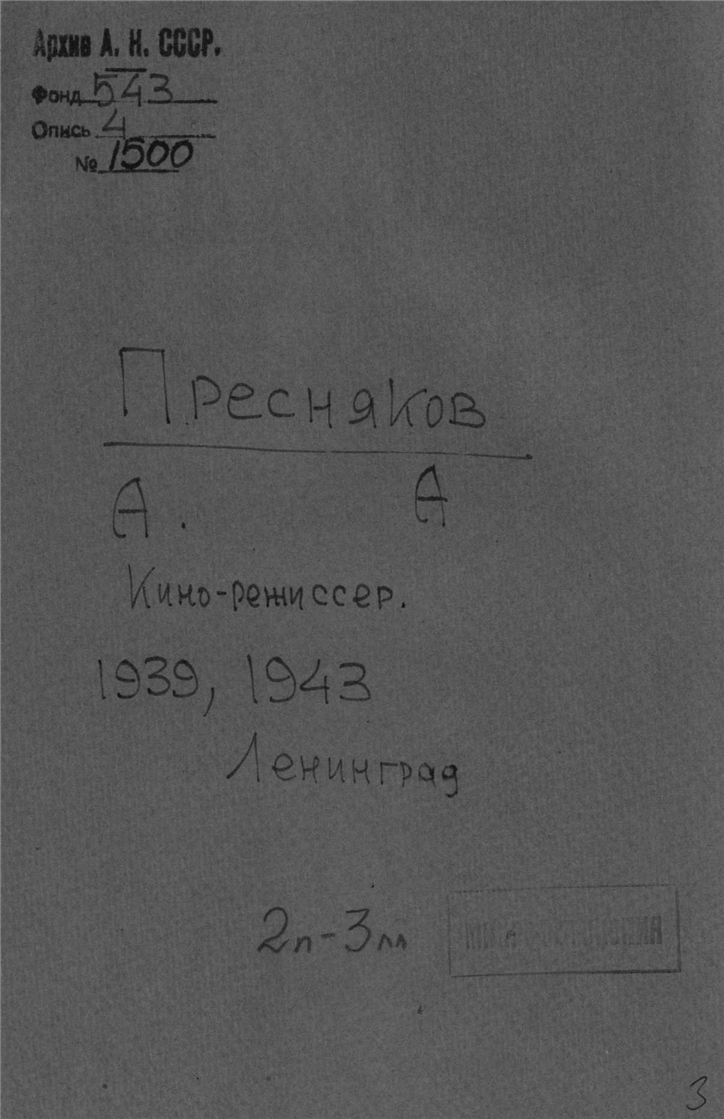 Архив А. Н. СССР.
Фонд 543
Опись 4
№ 1500
Пресняков
А. А
Кино-режиссер.
1939, 1943
Ленинград
2п-3лл
3